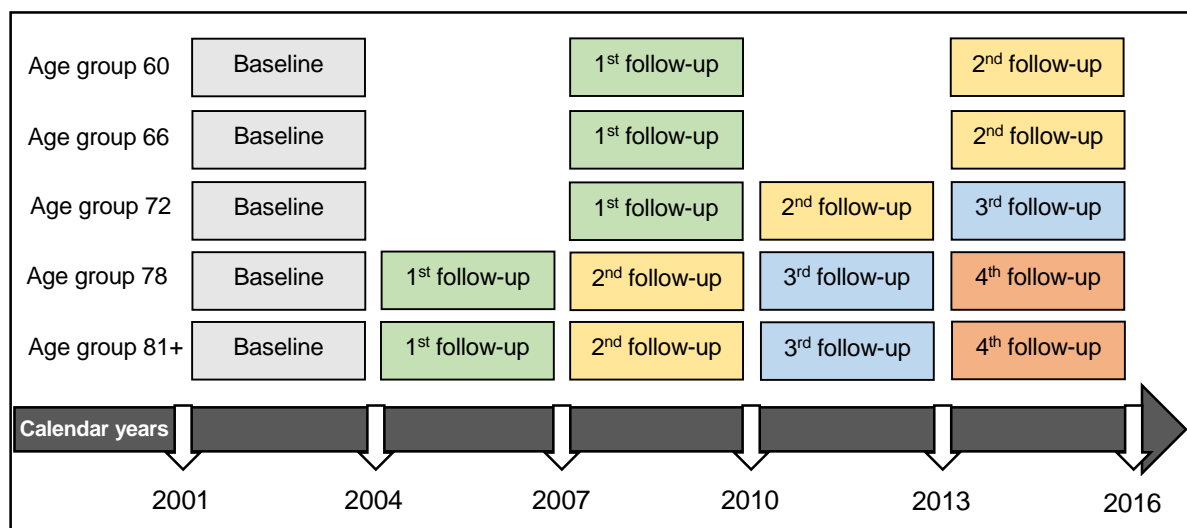 Age group 60 Baseline 1st follow-up 2nd follow-up
Age group 66 Baseline 1st follow-up 2nd follow-up
Age group 72 Baseline 1st follow-up 2nd follow-up 3rd follow-up
Age group 78 Baseline 1st follow-up 2nd follow-up 3rd follow-up 4th follow-up
Age group 81+ Baseline 1st follow-up 2nd follow-up 3rd follow-up 4th follow-up
Calendar years
2001 2004 2007 2010 2013 2016